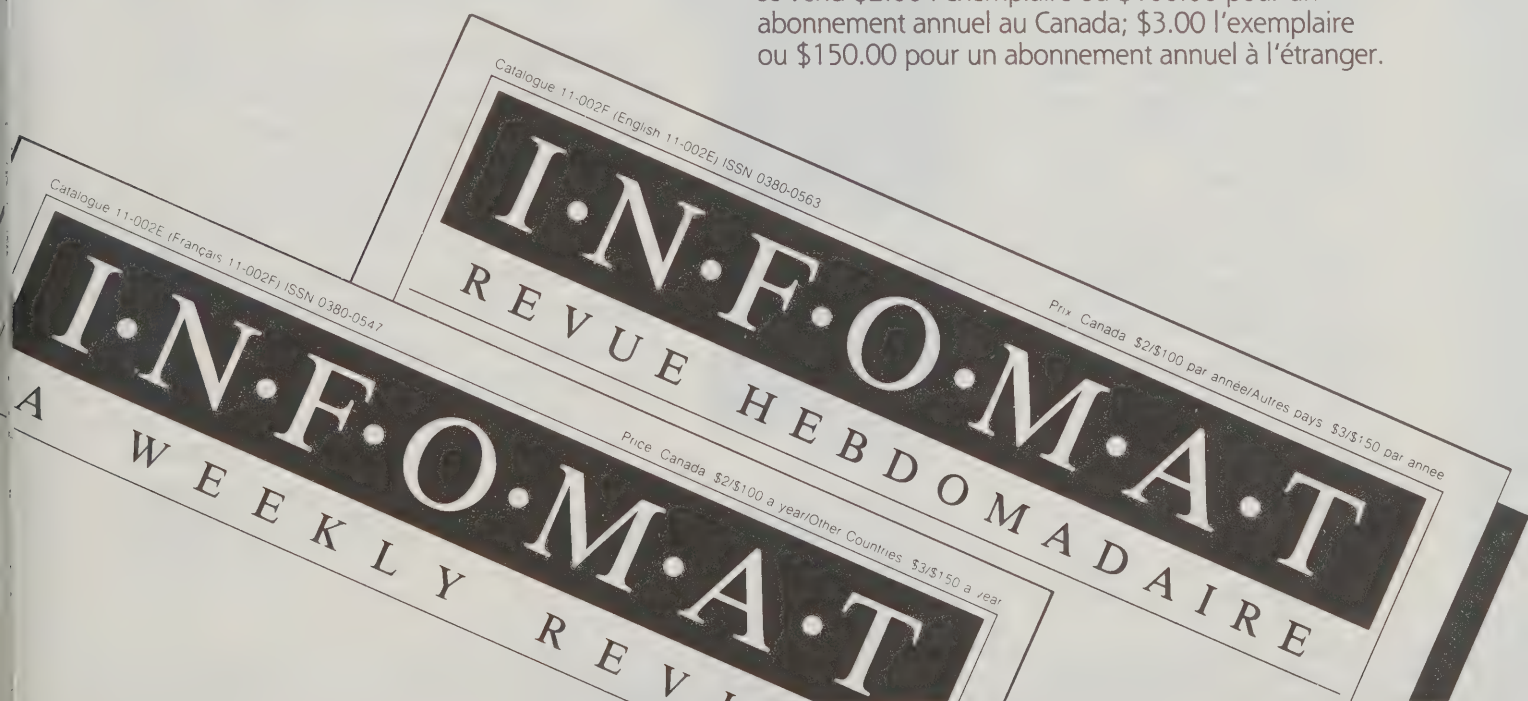 abonnement annuel au Canada; $3.00 l'exemplaire
ou $150.00 pour un abonnement annuel à l'étranger.
Catalogue 11-002F (English 11-002E) ISSN 0380-0563
I•N•F•O•M•A•T
Prix Canada $2/$100 par année/Autres pays $3/$150 par annee
REVUE HEBDOMADAIRE
Catalogue 11-002E (Français 11-002F) ISSN 0380-0547
I•N•F•O•M•A•T
Price Canada $2/$100 a year/Other Countries $3/$150 a year
A WEEKLY